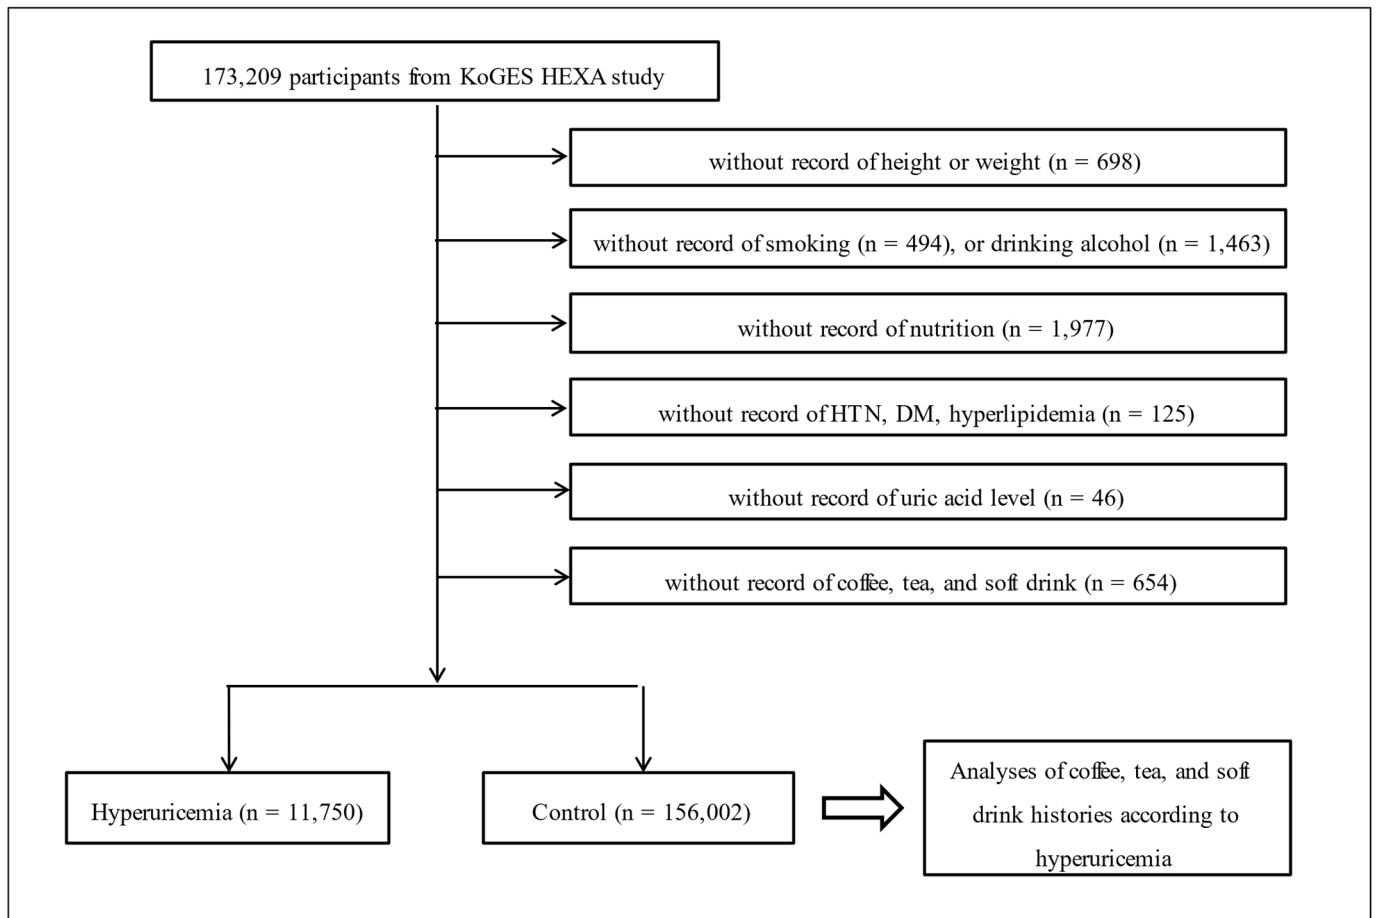 173,209 participants from KoGES HEXA study
without record of height or weight (n = 698)
without record of smoking (n = 494), or drinking alcohol (n = 1,463)
without record of nutrition (n = 1,977)
without record of HTN, DM, hyperlipidemia (n = 125)
without record of uric acid level (n = 46)
without record of coffee, tea, and soft drink (n = 654)
Hyperuricemia (n = 11,750)
Control (n = 156,002)
Analyses of coffee, tea, and soft
drink histories according to
hyperuricemia